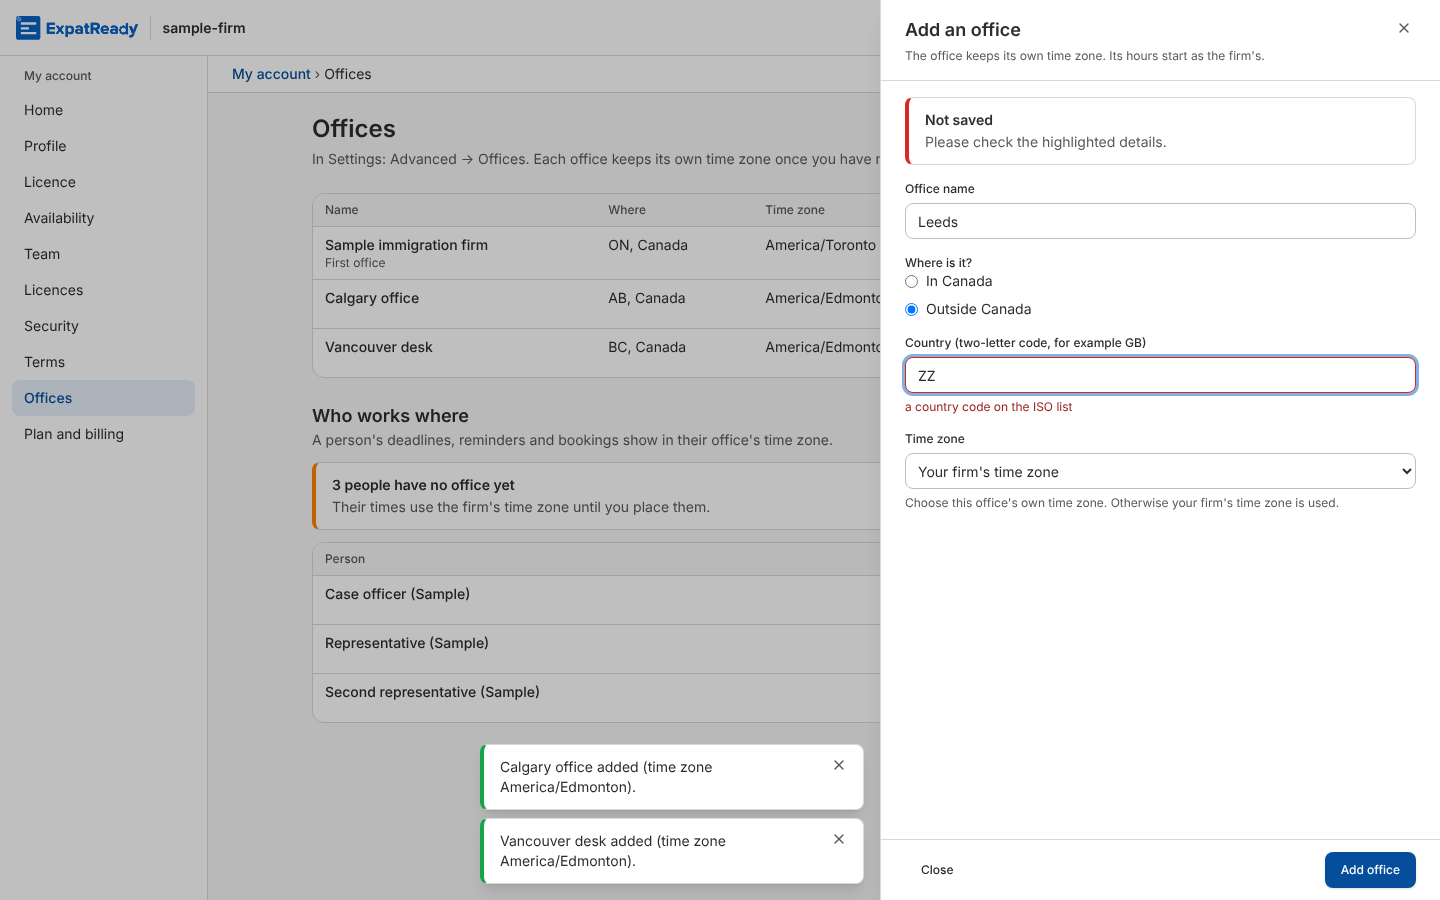 ExpatReady
sample-firm
My account
Home
Profile
Licence
Availability
Team
Licences
Security
Terms
Offices
Plan and billing
My account › Offices
Offices
In Settings: Advanced → Offices. Each office keeps its own time zone once you have
Name Where Time zone
Sample immigration firm ON, Canada America/Toronto
First office
Calgary office AB, Canada America/Edmonto
Vancouver desk BC, Canada America/Edmonto
Who works where
A person's deadlines, reminders and bookings show in their office's time zone.
3 people have no office yet
Their times use the firm's time zone until you place them.
Person
Case officer (Sample)
Representative (Sample)
Second representative (Sample)
Calgary office added (time zone
America/Edmonton).
Vancouver desk added (time zone
America/Edmonton).
Add an office
The office keeps its own time zone. Its hours start as the firm's.
Not saved
Please check the highlighted details.
Office name
Leeds
Where is it?
In Canada
Outside Canada
Country (two-letter code, for example GB)
ZZ
a country code on the ISO list
Time zone
Your firm's time zone
Choose this office's own time zone. Otherwise your firm's time zone is used.
Close
Add office